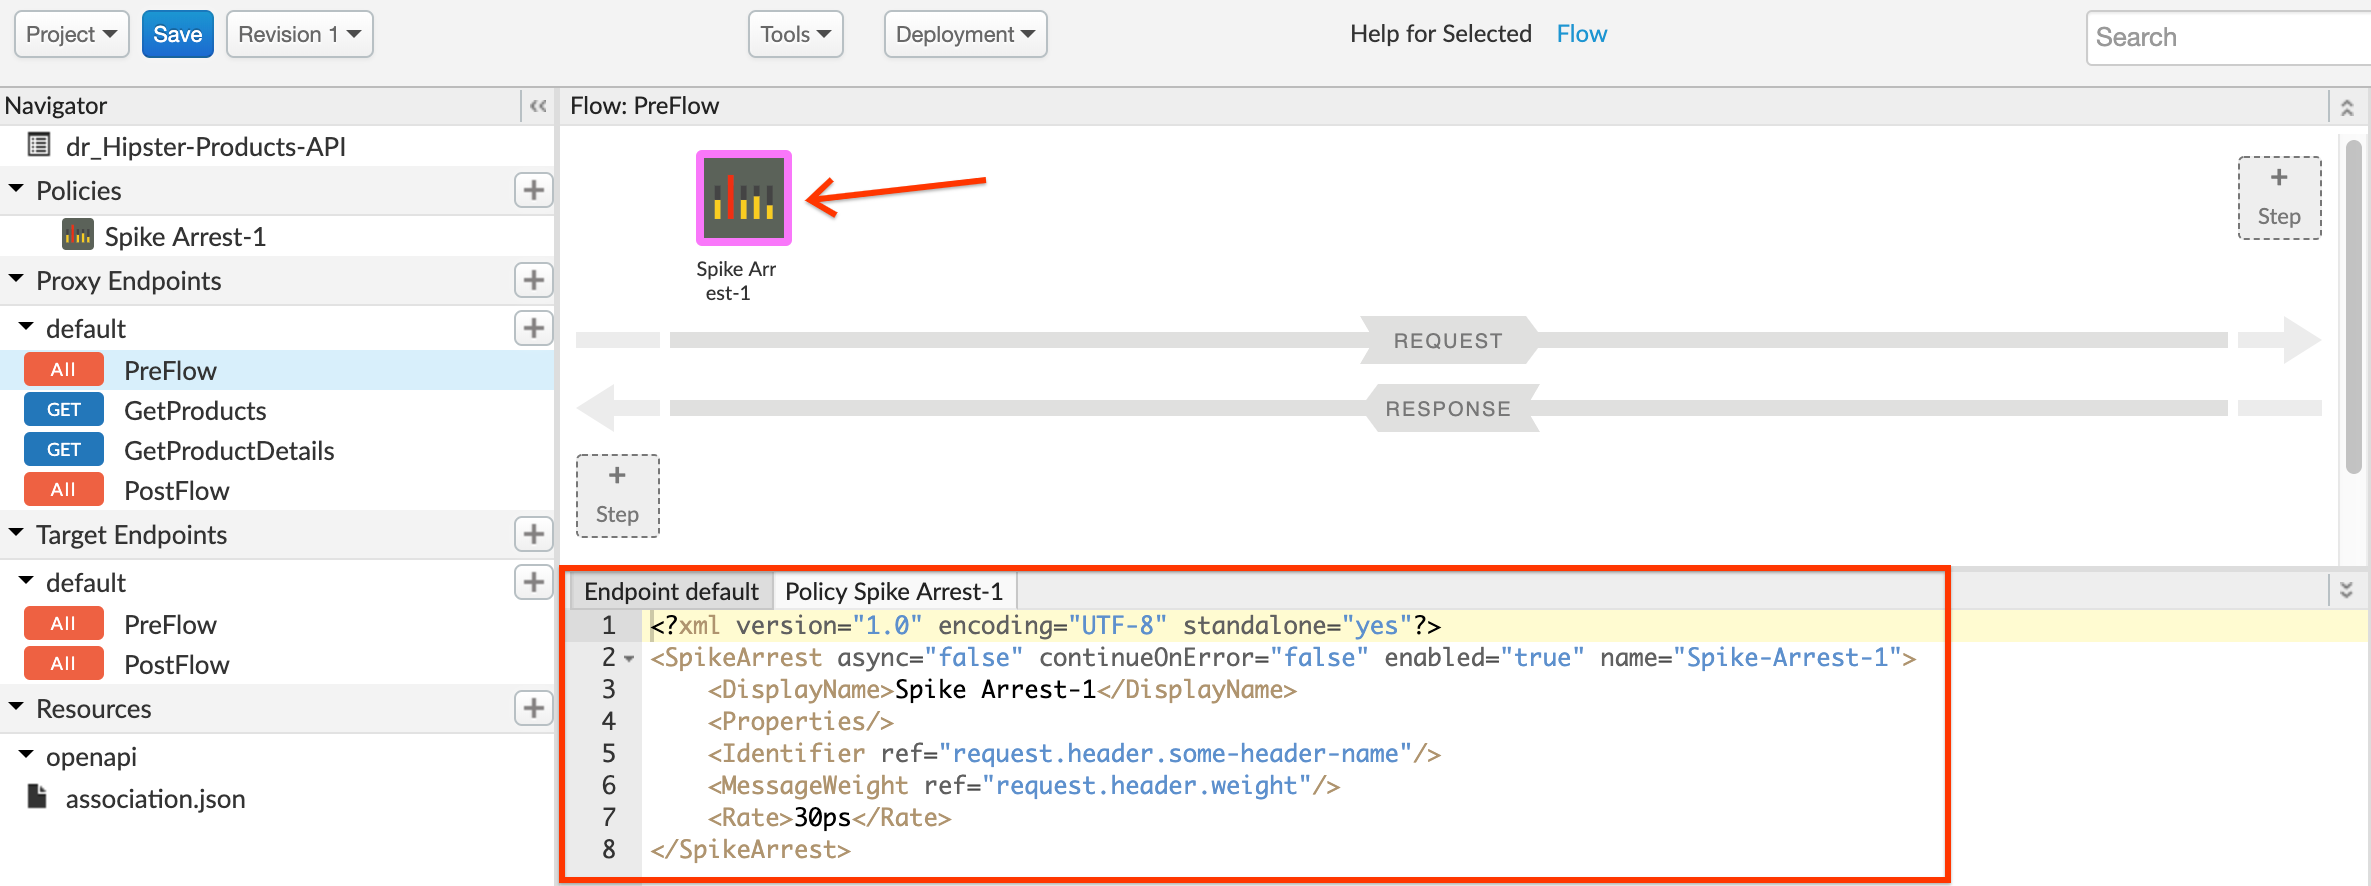 Project Save Revision 1 Tools Deployment Help for Selected Flow Search
Navigator
dr_Hipster-Products-API
Policies
Spike Arrest-1
Proxy Endpoints
default
All PreFlow
GET GetProducts
GET GetProductDetails
All PostFlow
Target Endpoints
default
All PreFlow
All PostFlow
Resources
openapi
association.json
Flow: PreFlow
Spike Arr
est-1
+
Step
REQUEST
RESPONSE
+
Step
Endpoint default Policy Spike Arrest-1
1 <?xml version="1.0" encoding="UTF-8" standalone="yes"?>
2 <SpikeArrest async="false" continueOnError="false" enabled="true" name="Spike-Arrest-1">
3 <DisplayName>Spike Arrest-1</DisplayName>
4 <Properties/>
5 <Identifier ref="request.header.some-header-name"/>
6 <MessageWeight ref="request.header.weight"/>
7 <Rate>30ps</Rate>
8 </SpikeArrest>